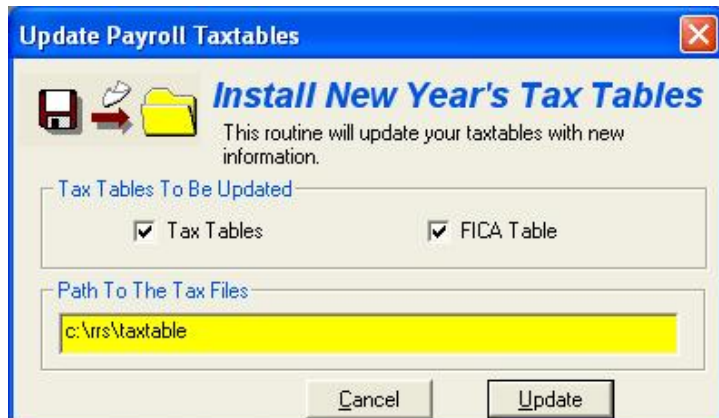 Update Payroll Taxtables
Install New Year's Tax Tables
This routine will update your taxtables with new
information.
Tax Tables To Be Updated
Tax Tables
FICA Table
Path To The Tax Files
c:\rrs\taxtable
Cancel
Update